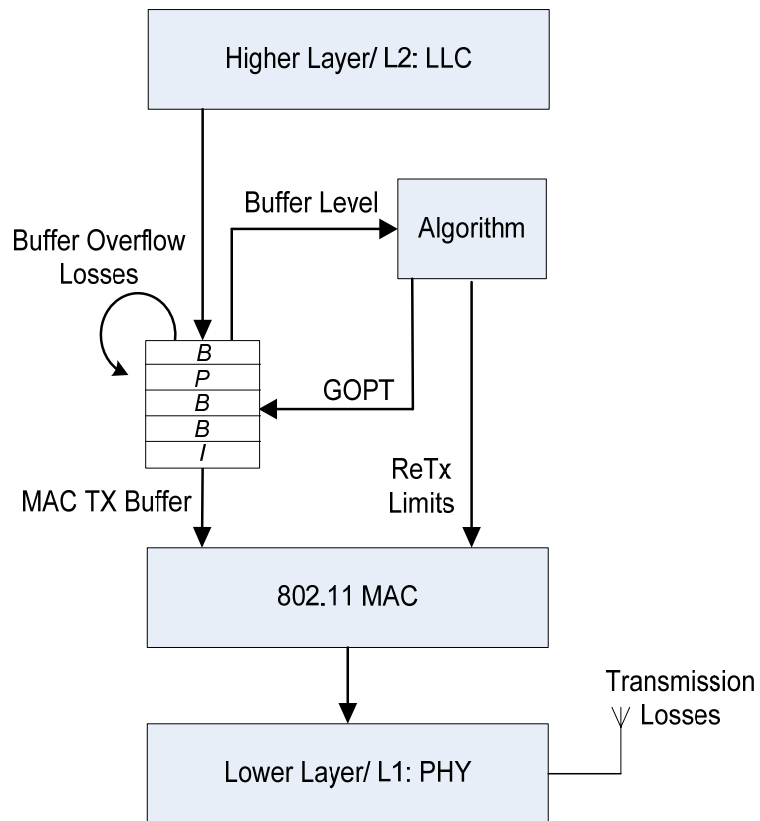 Higher Layer/ L2: LLC
Buffer Level
Algorithm
Buffer Overflow
Losses
B
P
B
B
I
GOPT
MAC TX Buffer
ReTx
Limits
802.11 MAC
Transmission
Losses
Lower Layer/ L1: PHY